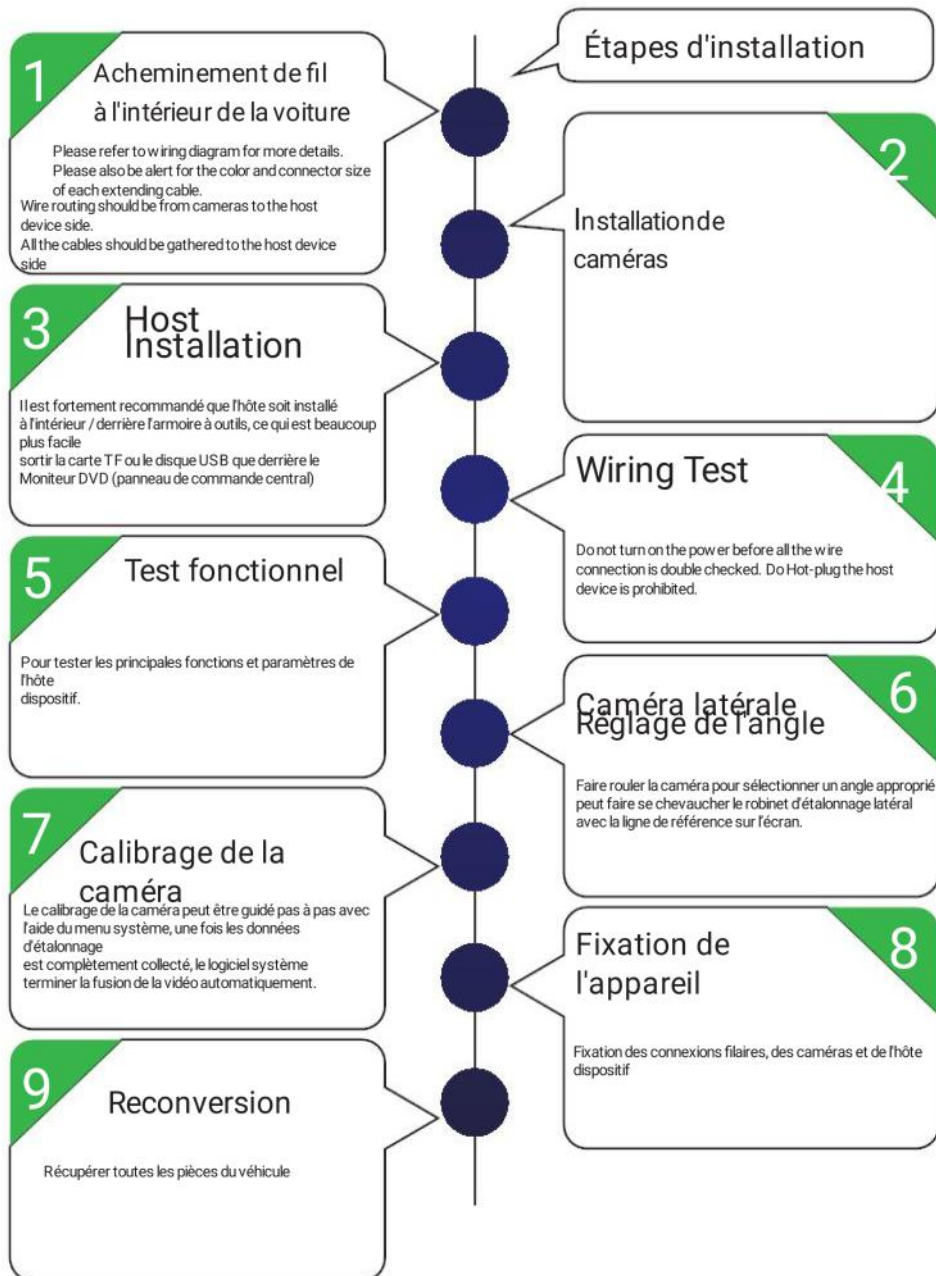 Étapes d'installation
1
Acheminement de fil
à l'intérieur de la voiture
Please refer to wiring diagram for more details.
Please also be alert for the color and connector size
of each extending cable.
Wire routing should be from cameras to the host
device side.
All the cables should be gathered to the host device
side
2
Installation de
caméras
3
Host
Installation
Il est fortement recommandé que l'hôte soit installé
à l'intérieur / derrière l'armoire à outils, ce qui est beaucoup
plus facile
sortir la carte TF ou le disque USB que derrière le
Moniteur DVD (panneau de commande central)
4
Wiring Test
Do not turn on the power before all the wire
connection is double checked. Do Hot-plug the host
device is prohibited.
5
Test fonctionnel
Pour tester les principales fonctions et paramètres de
l'hôte
dispositif.
6
Caméra latérale
Réglage de l'angle
Faire rouler la caméra pour sélectionner un angle approprié
peut faire se chevaucher le robinet d'étalonnage latéral
avec la ligne de référence sur l'écran.
7
Calibrage de la
caméra
Le calibrage de la caméra peut être guidé pas à pas avec
l'aide du menu système, une fois les données
d'étalonnage
est complètement collecté, le logiciel système
terminer la fusion de la vidéo automatiquement.
8
Fixation de
l'appareil
Fixation des connexions filaires, des caméras et de l'hôte
dispositif
9
Reconversion
Récupérer toutes les pièces du véhicule